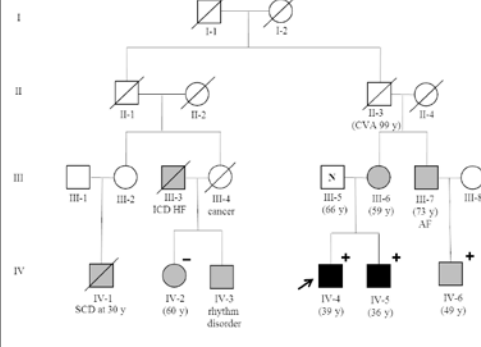 I
I-1
I-2
II
II-1
II-2
II-3
(CVA 99 y)
II-4
III
III-1
III-2
III-3
ICD HF
III-4
cancer
N
III-5
(66 y)
III-6
(59 y)
III-7
(73 y)
AF
III-8
IV
IV-1
SCD at 30 y
−
IV-2
(60 y)
IV-3
rhythm
disorder
+
IV-4
(39 y)
+
IV-5
(36 y)
+
IV-6
(49 y)